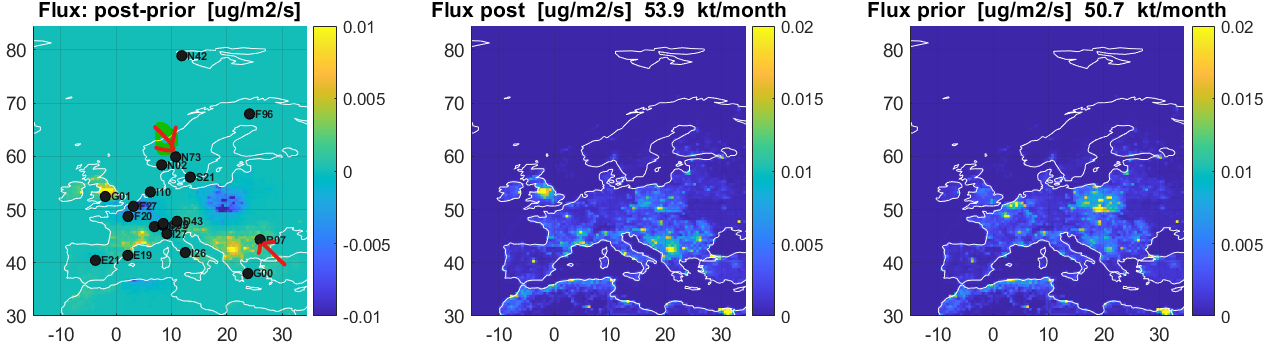 Flux: post-prior [ug/m2/s]
Flux post [ug/m2/s] 53.9 kt/month
Flux prior [ug/m2/s] 50.7 kt/month
80
70
60
50
40
30
-10
0
10
20
30
0.01
0.005
0
-0.005
-0.01
N42
F96
N73
N02
S21
G01
I10
F27
F20
D43
I27
I26
E21
E19
G00
80
70
60
50
40
30
-10
0
10
20
30
0.02
0.015
0.01
0.005
0
80
70
60
50
40
30
-10
0
10
20
30
0.02
0.015
0.01
0.005
0